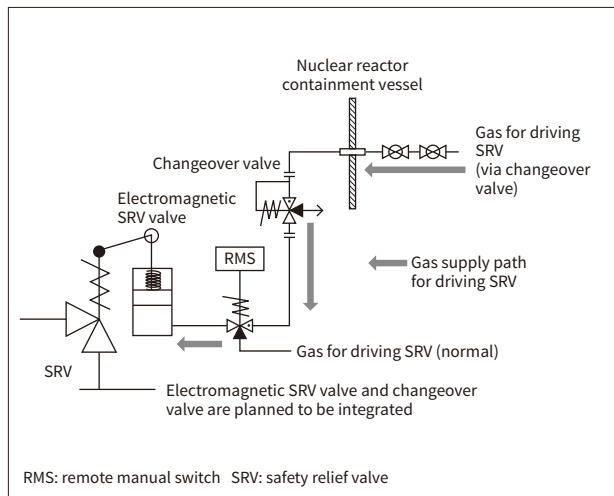 Nuclear reactor
containment vessel
Gas for driving
SRV
(via changeover
valve)
Changeover valve
Electromagnetic
SRV valve
RMS
Gas supply path
for driving SRV
Gas for driving SRV (normal)
SRV
Electromagnetic SRV valve and changeover
valve are planned to be integrated
RMS: remote manual switch SRV: safety relief valve